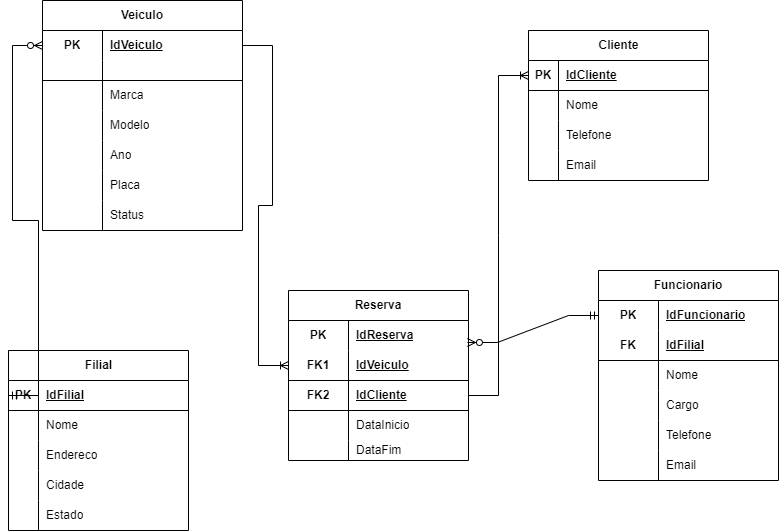 Veiculo
PK IdVeiculo
Marca
Modelo
Ano
Placa
Status
Cliente
PK IdCliente
Nome
Telefone
Email
Reserva
PK IdReserva
FK1 IdVeiculo
FK2 IdCliente
DataInicio
DataFim
Funcionario
PK IdFuncionario
FK IdFilial
Nome
Cargo
Telefone
Email
Filial
PK IdFilial
Nome
Endereco
Cidade
Estado